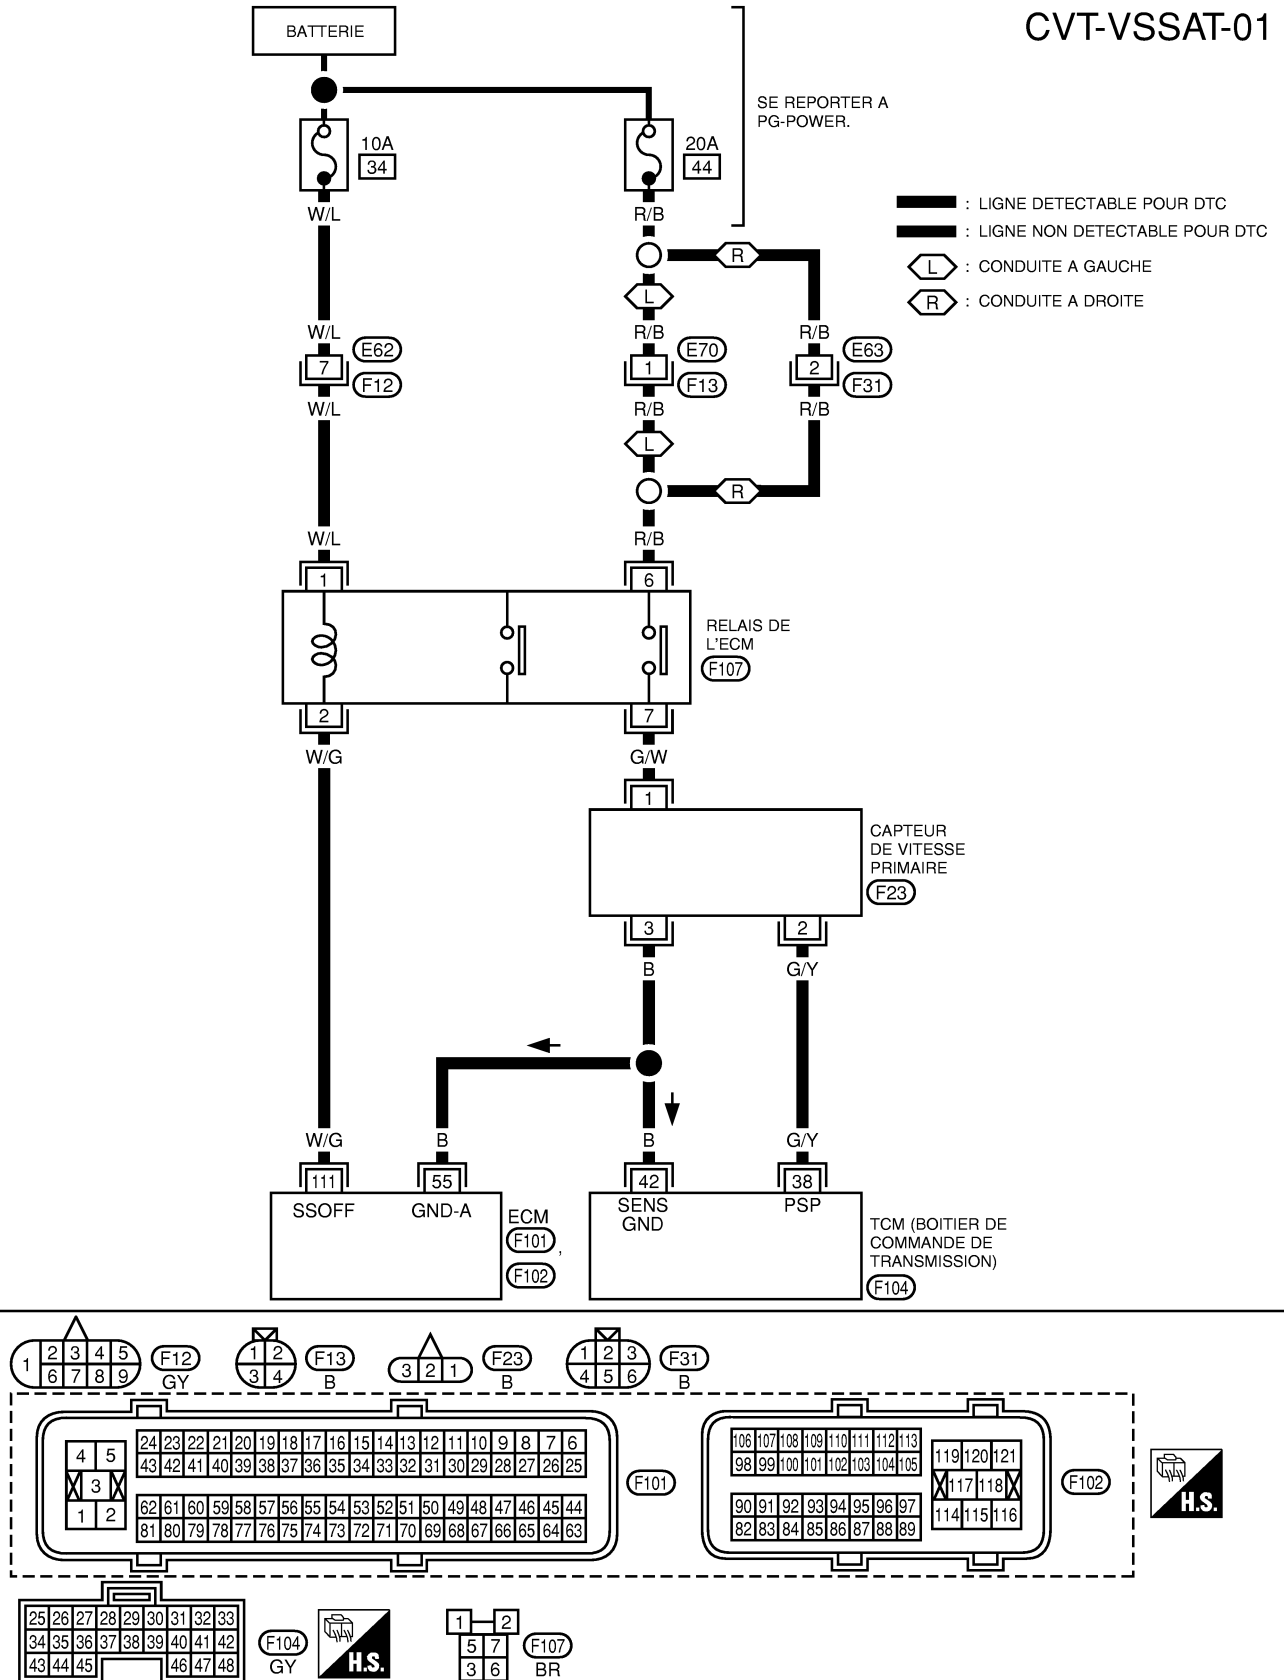 CVT-VSSAT-01
BATTERIE
SE REPORTER A
PG-POWER.
10A
34
20A
44
W/L
R/B
: LIGNE DETECTABLE POUR DTC
: LIGNE NON DETECTABLE POUR DTC
L : CONDUITE A GAUCHE
R : CONDUITE A DROITE
R
L
W/L
R/B
R/B
7
E62
F12
1
E70
F13
2
E63
F31
W/L
R/B
R/B
L
R
W/L
R/B
1
6
RELAIS DE
L'ECM
F107
2
7
W/G
G/W
1
CAPTEUR
DE VITESSE
PRIMAIRE
F23
3
2
B
G/Y
W/G
B
B
G/Y
111
55
42
38
SSOFF
GND-A
SENS
GND
PSP
ECM
F101 ,
F102
TCM (BOITIER DE
COMMANDE DE
TRANSMISSION)
F104
1 2 3 4 5
6 7 8 9
F12
GY
1 2
3 4
F13
B
3 2 1
F23
B
1 2 3
4 5 6
F31
B
4 5
3
1 2
24 23 22 21 20 19 18 17 16 15 14 13 12 11 10 9 8 7 6
43 42 41 40 39 38 37 36 35 34 33 32 31 30 29 28 27 26 25
62 61 60 59 58 57 56 55 54 53 52 51 50 49 48 47 46 45 44
81 80 79 78 77 76 75 74 73 72 71 70 69 68 67 66 65 64 63
F101
106 107 108 109 110 111 112 113
98 99 100 101 102 103 104 105
90 91 92 93 94 95 96 97
82 83 84 85 86 87 88 89
119 120 121
117 118
114 115 116
F102
H.S.
25 26 27 28 29 30 31 32 33
34 35 36 37 38 39 40 41 42
43 44 45 46 47 48
F104
GY
H.S.
1 2
5 7
3 6
F107
BR